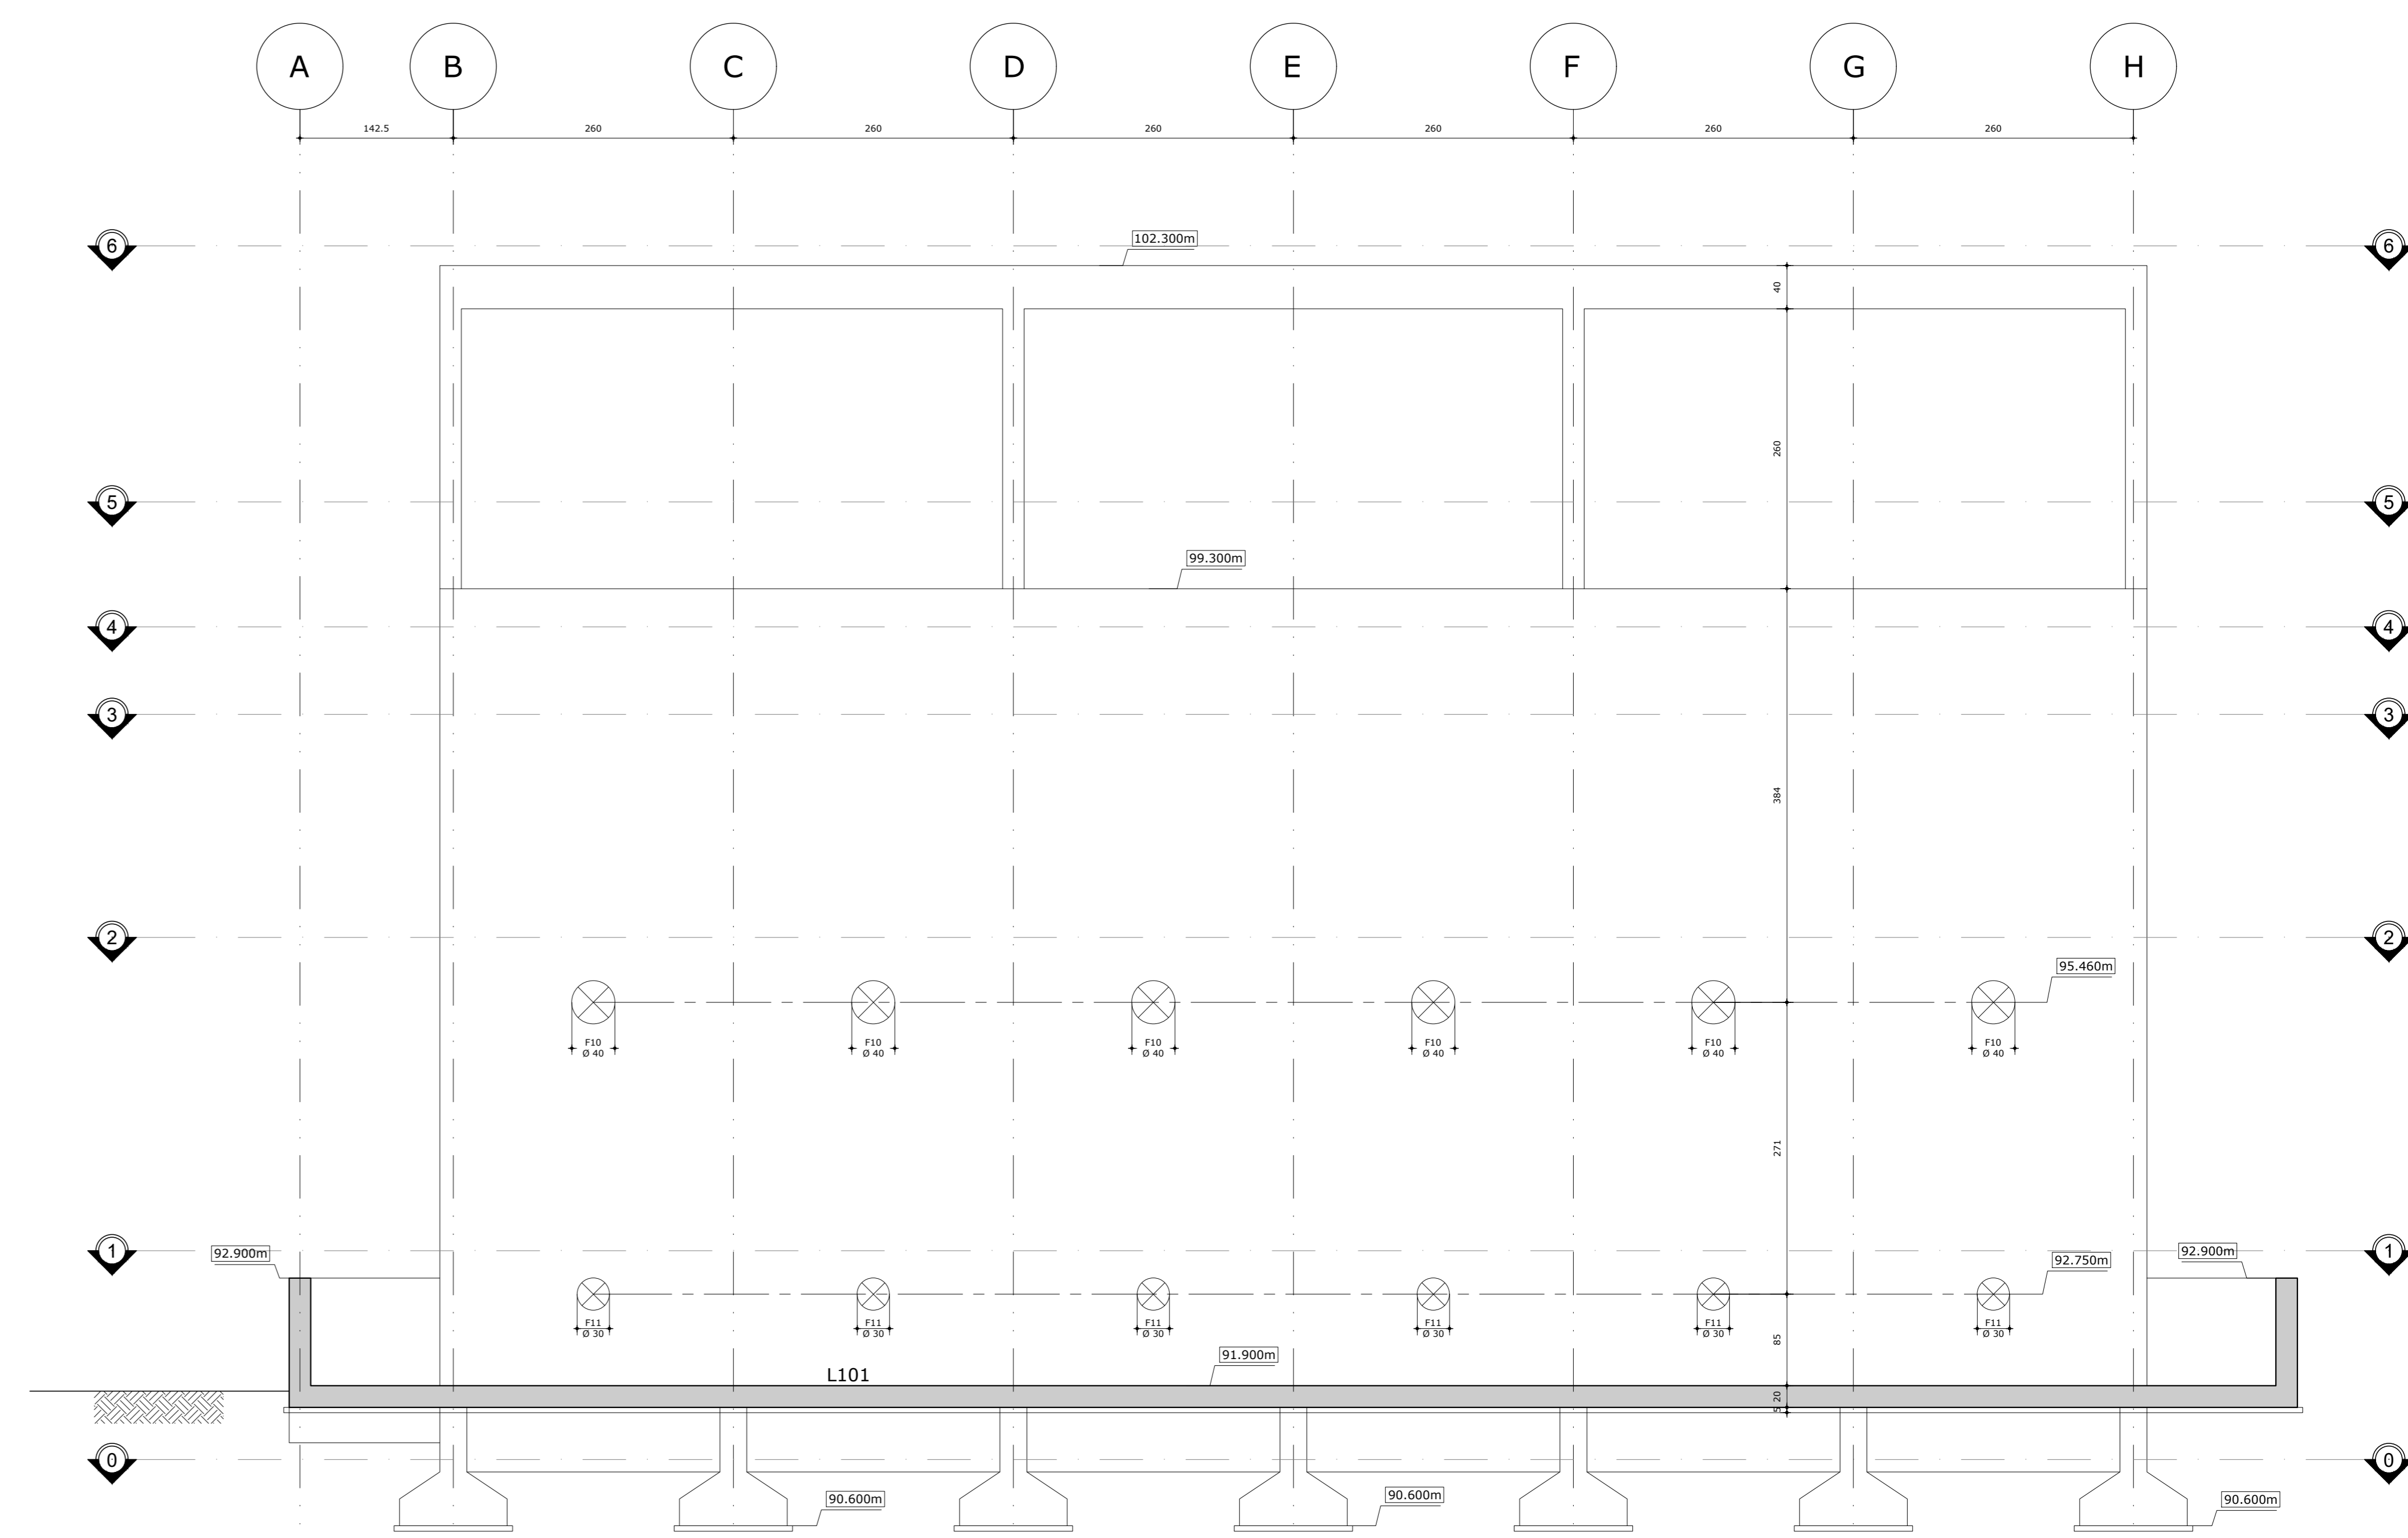 A B C D E F G H
142.5 260 260 260 260 260 260
6 102.300m 6
40
260
5 5
99.300m
4 4
3 3
384
2 2
95.460m
F10 F10 F10 F10 F10 F10
Ø 40 Ø 40 Ø 40 Ø 40 Ø 40 Ø 40
271
1 1
92.900m 92.750m 92.900m
F11 F11 F11 F11 F11 F11
Ø 30 Ø 30 Ø 30 Ø 30 Ø 30 Ø 30
85
91.900m
L101
20
5
0 0
90.600m 90.600m 90.600m